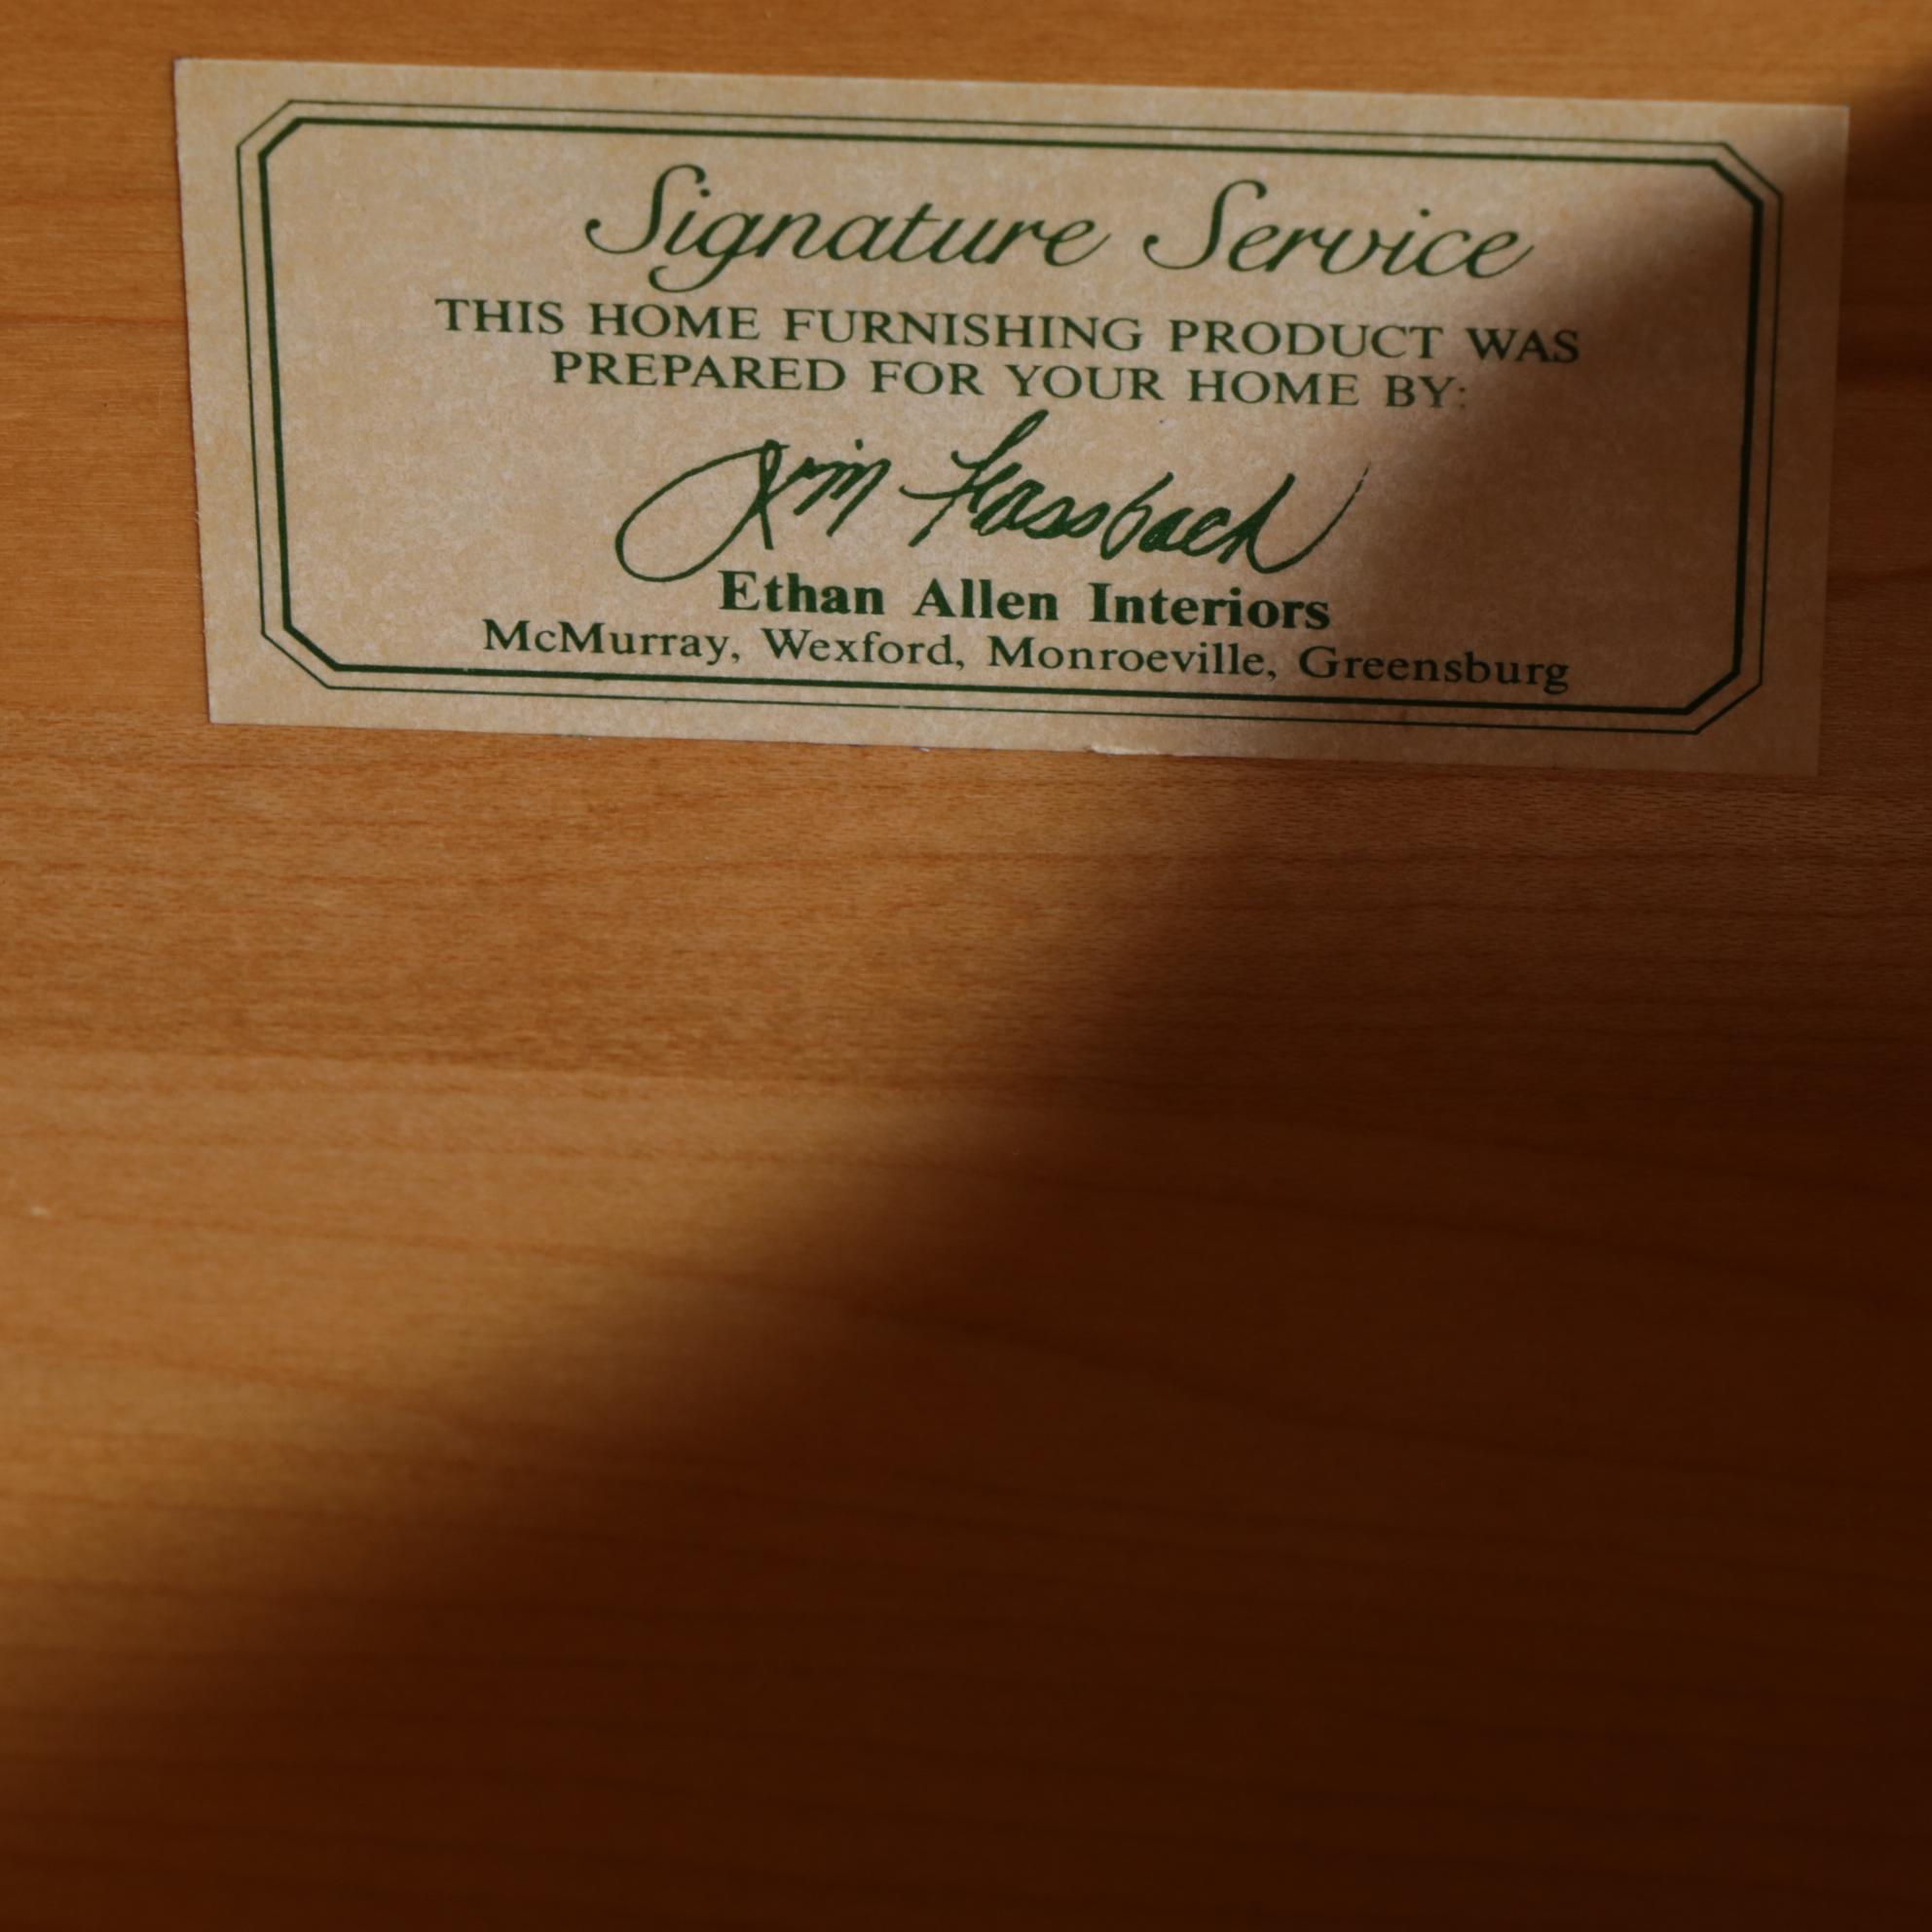 Signature Service
THIS HOME FURNISHING PRODUCT WAS
PREPARED FOR YOUR HOME BY:
Jim
Ethan Allen Interiors
McMurray, Wexford, Monroeville, Greensburg